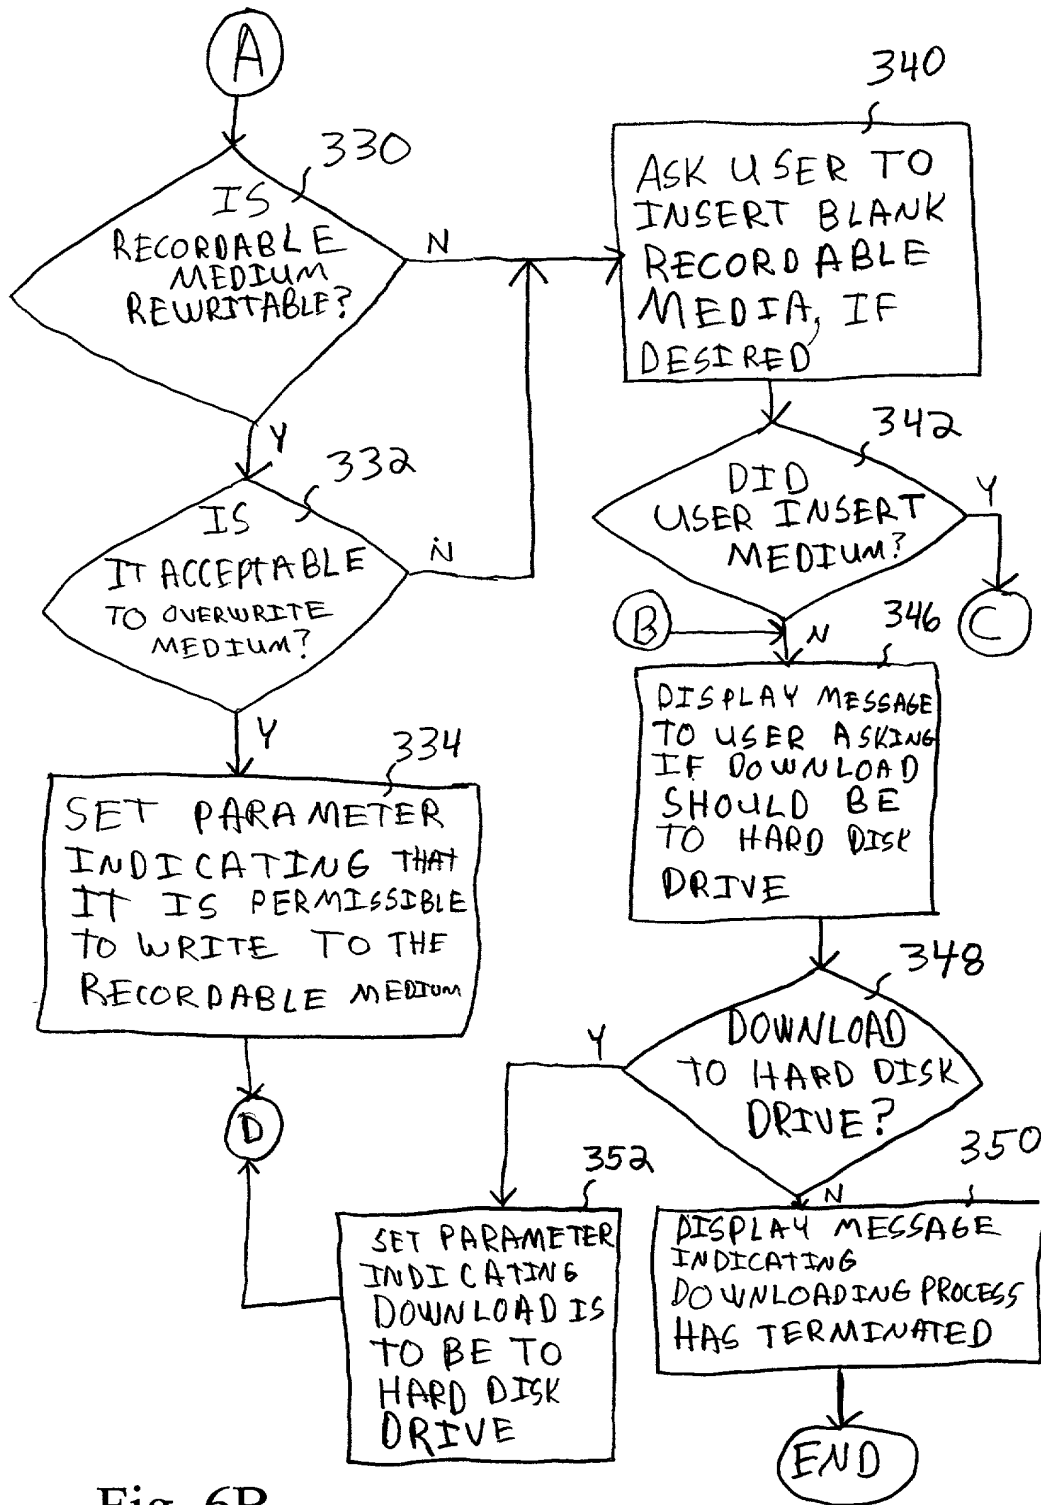 A
330
IS
RECORDABLE
MEDIUM
REWRITABLE?
N
Y
332
IS
IT ACCEPTABLE
TO OVERWRITE
MEDIUM?
N
Y
334
SET PARAMETER
INDICATING THAT
IT IS PERMISSIBLE
TO WRITE TO THE
RECORDABLE MEDIUM
D
340
ASK USER TO
INSERT BLANK
RECORDABLE
MEDIA, IF
DESIRED
342
DID
USER INSERT
MEDIUM?
Y
C
B
N
346
DISPLAY MESSAGE
TO USER ASKING
IF DOWNLOAD
SHOULD BE
TO HARD DISK
DRIVE
348
DOWNLOAD
TO HARD DISK
DRIVE?
Y
N
352
SET PARAMETER
INDICATING
DOWNLOAD IS
TO BE TO
HARD DISK
DRIVE
350
DISPLAY MESSAGE
INDICATING
DOWNLOADING PROCESS
HAS TERMINATED
END
Fig. 6B